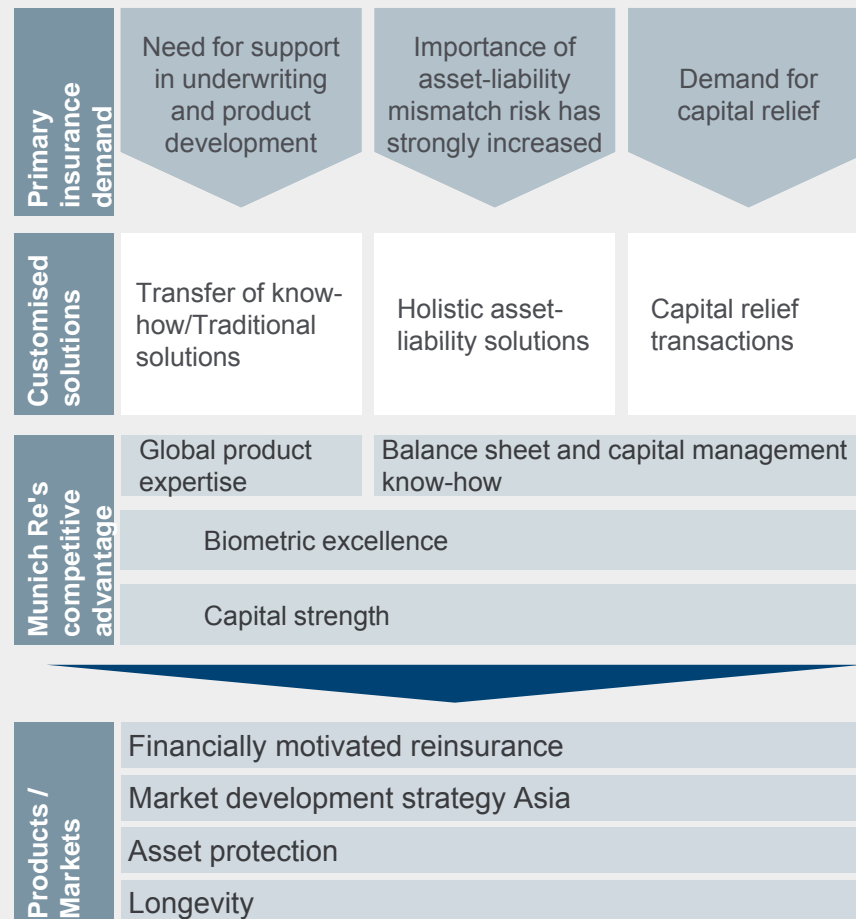 Primary
insurance
demand
Need for support
in underwriting
and product
development
Importance of
asset-liability
mismatch risk has
strongly increased
Demand for
capital relief
Customised
solutions
Transfer of know-
how/Traditional
solutions
Holistic asset-
liability solutions
Capital relief
transactions
Munich Re's
competitive
advantage
Global product
expertise
Balance sheet and capital management
know-how
Biometric excellence
Capital strength
Products /
Markets
Financially motivated reinsurance
Market development strategy Asia
Asset protection
Longevity